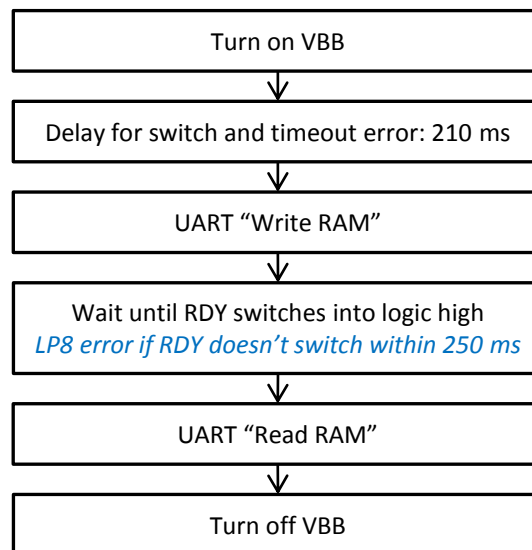 Turn on VBB
Delay for switch and timeout error: 210 ms
UART “Write RAM”
Wait until RDY switches into logic high
LP8 error if RDY doesn’t switch within 250 ms
UART “Read RAM”
Turn off VBB